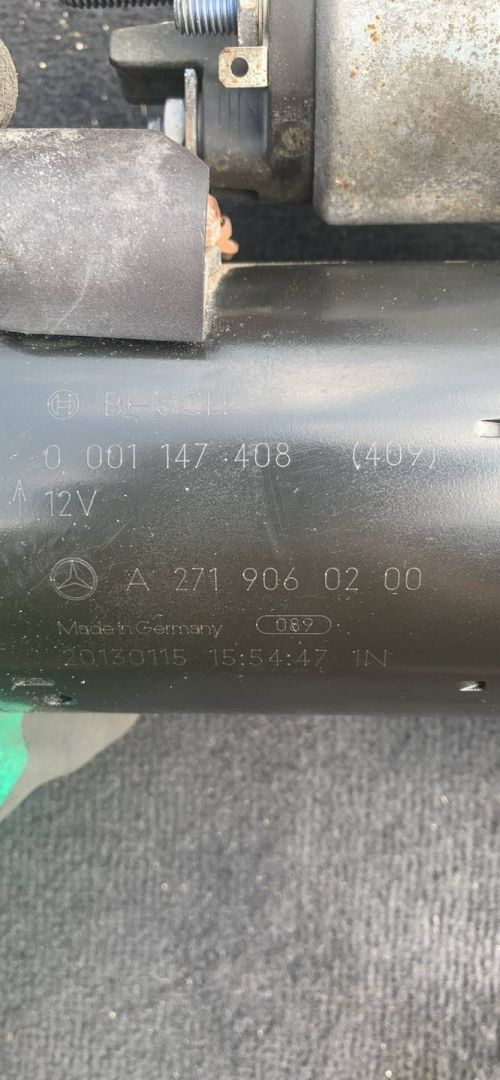 BOSCH
0 001 147 408 (409)
12V
A 271 906 02 00
Made in Germany 089
20130115 15:54:47 1N